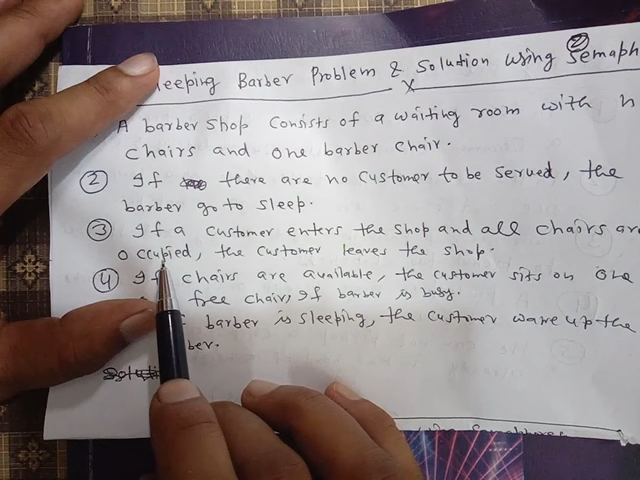 leeping Barber Problem & Solution using Semaph
②
A barber shop consists of a waiting room with n
chairs and one barber chair.
② If there are no customer to be served, the
barber go to sleep.
③ If a customer enters the shop and all chairs ar
occupied, the customer leaves the shop.
④ If chairs are available, the customer sits on one
free chair, If barber is busy.
barber is sleeping, the customer wake up the
ber.